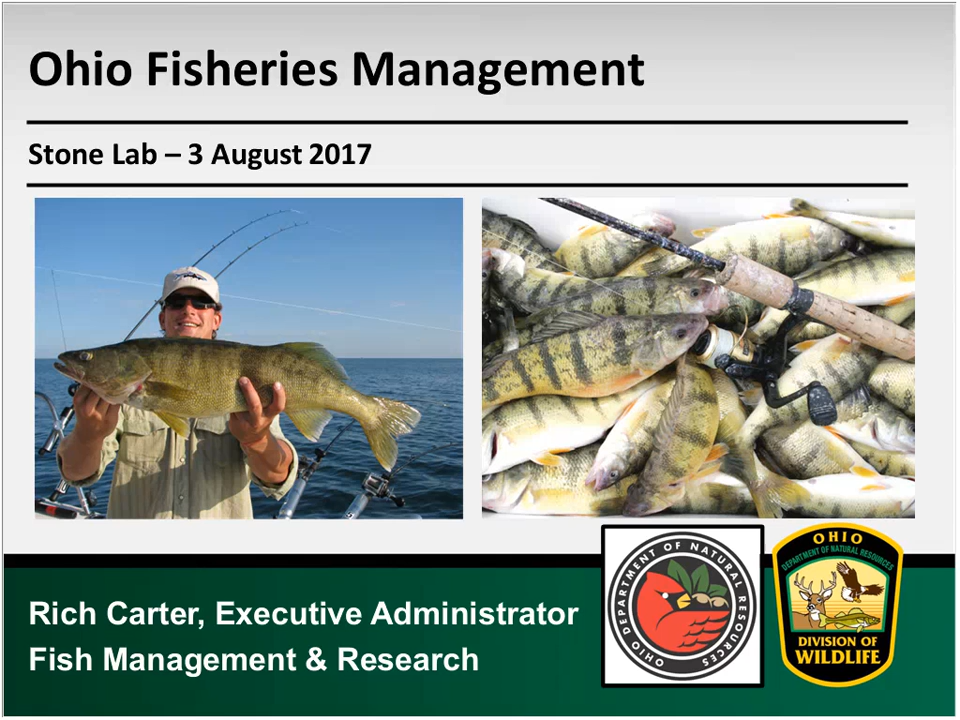 Ohio Fisheries Management
Stone Lab – 3 August 2017
Rich Carter, Executive Administrator
Fish Management & Research
OHIO DEPARTMENT OF NATURAL RESOURCES
OHIO
DEPARTMENT OF NATURAL RESOURCES
DIVISION OF
WILDLIFE